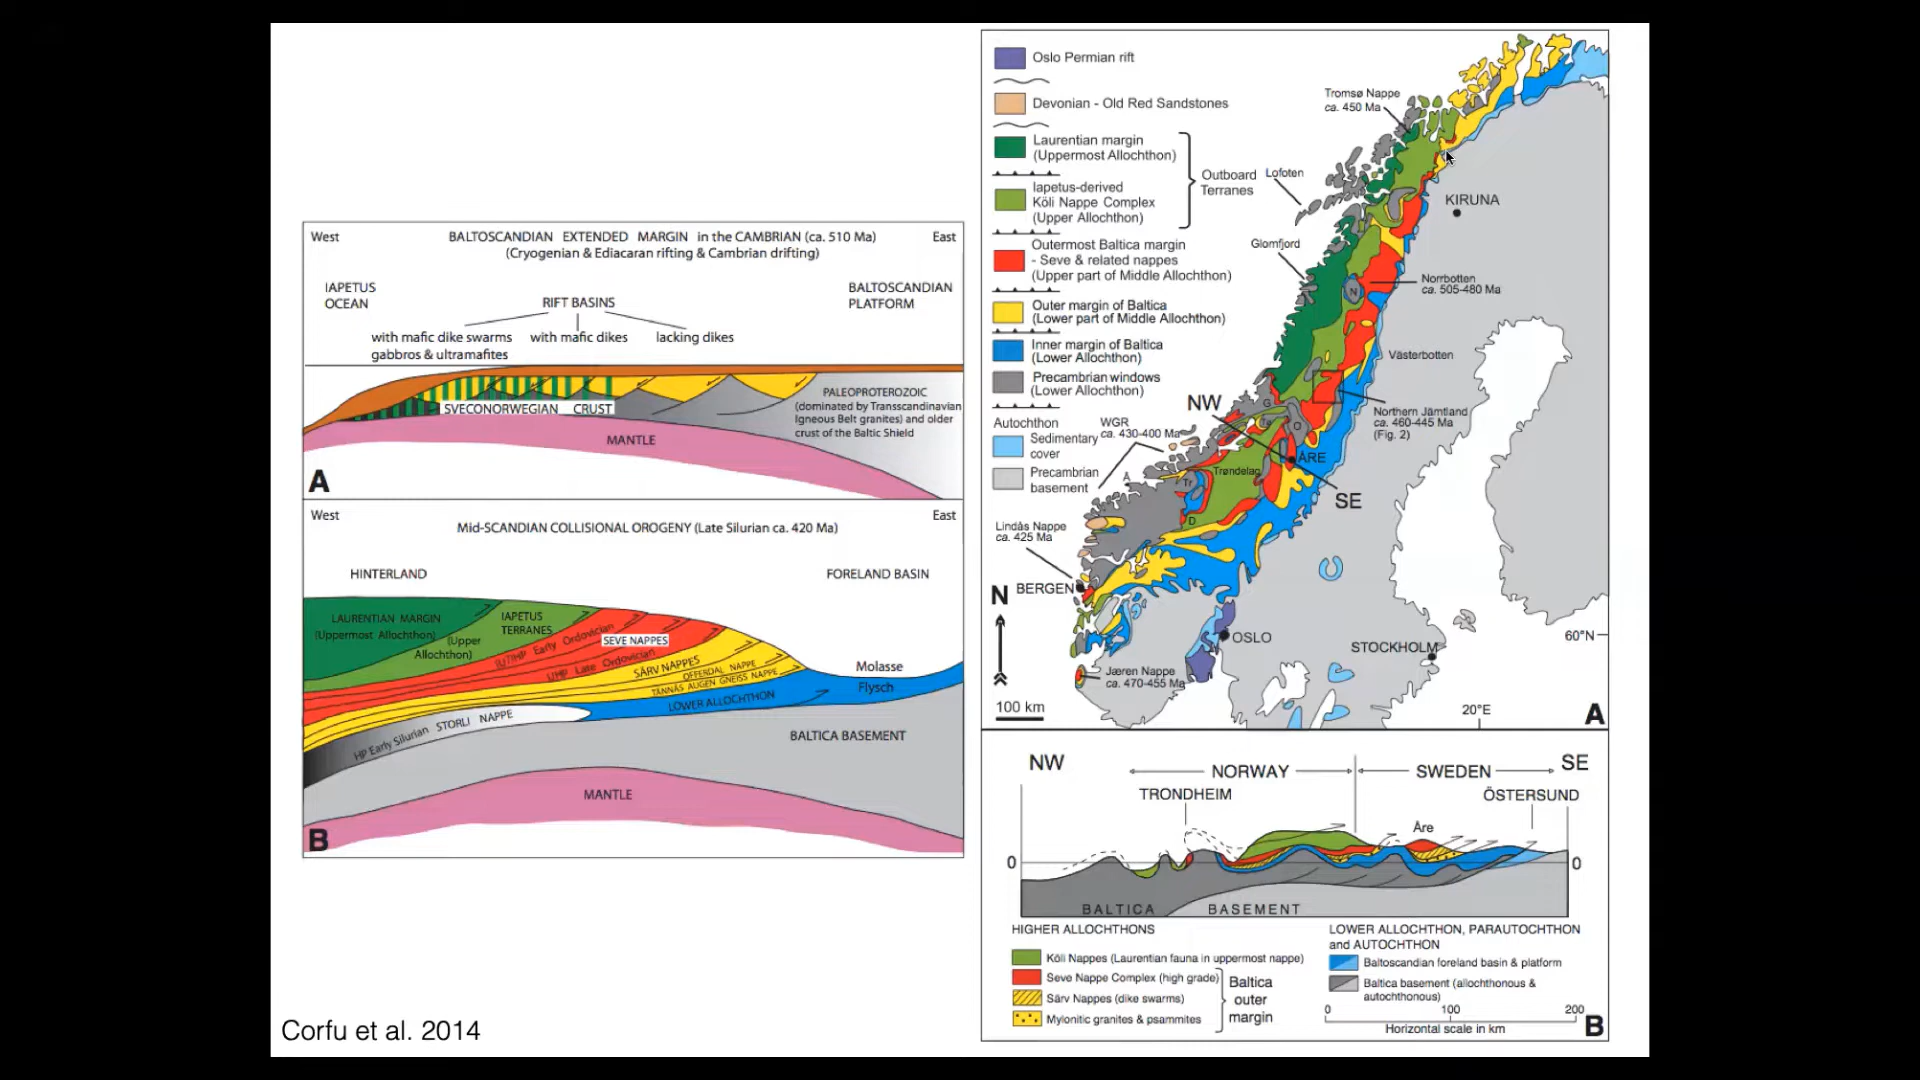 West
BALTOSCANDIAN EXTENDED MARGIN in the CAMBRIAN (ca. 510 Ma)
East
(Cryogenian & Ediacaran rifting & Cambrian drifting)
IAPETUS
OCEAN
RIFT BASINS
BALTOSCANDIAN
PLATFORM
with mafic dike swarms
gabbros & ultramafites
with mafic dikes
lacking dikes
SVECONORWEGIAN CRUST
PALEOPROTEROZOIC
(dominated by Transscandinavian
Igneous Belt granites) and older
crust of the Baltic Shield
MANTLE
A
West
Mid-SCANDIAN COLLISIONAL OROGENY (Late Silurian ca. 420 Ma)
East
HINTERLAND
FORELAND BASIN
LAURENTIAN MARGIN
(Uppermost Allochthon)
IAPETUS
TERRANES
(Upper
Allochthon)
U/HP Early Ordovician
SEVE NAPPES
UHP Late Ordovician
SÄRV NAPPES
OFFERDAL NAPPE
TÄNNÄS AUGEN GNEISS NAPPE
LOWER ALLOCHTHON
Molasse
Flysch
HP Early Silurian STORLI NAPPE
BALTICA BASEMENT
MANTLE
B
Corfu et al. 2014
Oslo Permian rift
Devonian - Old Red Sandstones
Laurentian margin
(Uppermost Allochthon)
Iapetus-derived
Köli Nappe Complex
(Upper Allochthon)
Outboard
Terranes
Outermost Baltica margin
- Seve & related nappes
(Upper part of Middle Allochthon)
Outer margin of Baltica
(Lower part of Middle Allochthon)
Inner margin of Baltica
(Lower Allochthon)
Precambrian windows
(Lower Allochthon)
Autochthon
Sedimentary
cover
Precambrian
basement
Tromsø Nappe
ca. 450 Ma
Lofoten
KIRUNA
Glomfjord
N
Norrbotten
ca. 505-480 Ma
Västerbotten
NW
G
Northern Jämtland
ca. 460-445 Ma
(Fig. 2)
WGR
ca. 430-400 Ma
O
ÅRE
Trøndelag
Tr
SE
D
Lindås Nappe
ca. 425 Ma
BERGEN
N
OSLO
60°N
STOCKHOLM
Jæren Nappe
ca. 470-455 Ma
100 km
20°E
A
NW
NORWAY
SWEDEN
SE
TRONDHEIM
ÖSTERSUND
Åre
0
0
BALTICA BASEMENT
HIGHER ALLOCHTHONS
Köli Nappes (Laurentian fauna in uppermost nappe)
Seve Nappe Complex (high grade)
Särv Nappes (dike swarms)
Mylonitic granites & psammites
Baltica
outer
margin
LOWER ALLOCHTHON, PARAUTOCHTHON
and AUTOCHTHON
Baltoscandian foreland basin & platform
Baltica basement (allochthonous &
autochthonous)
0 100 200
Horizontal scale in km
B